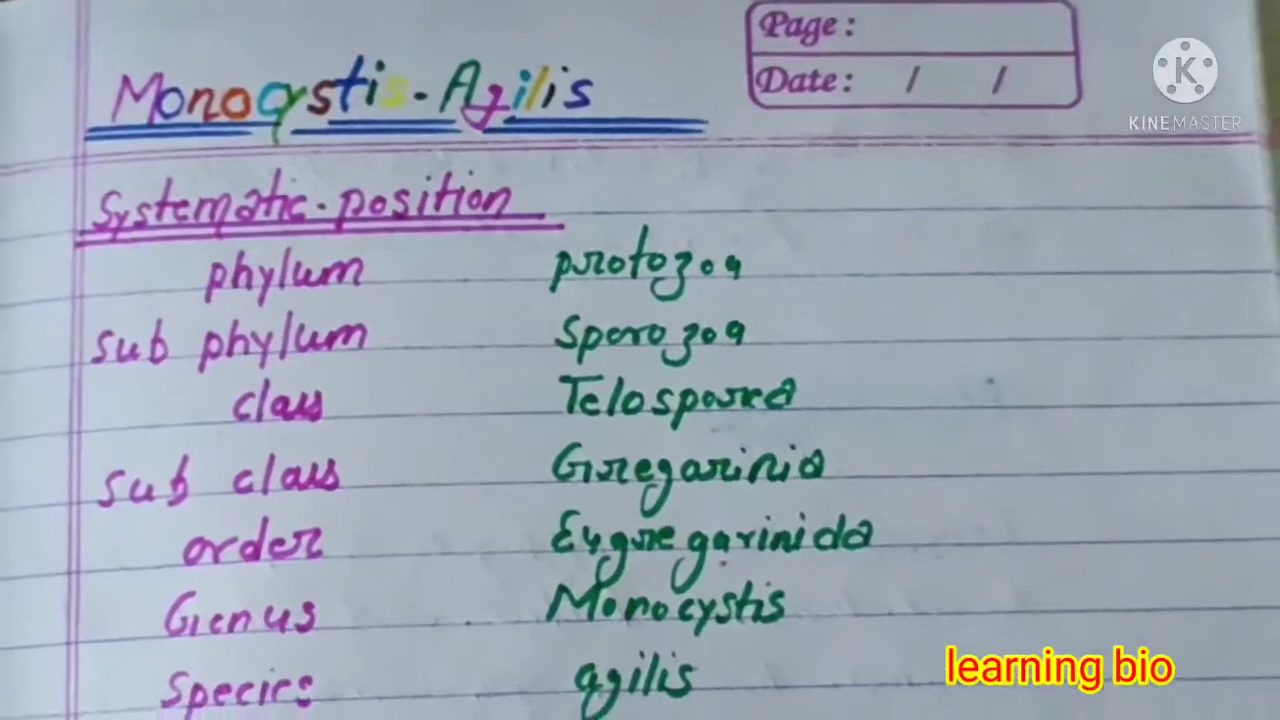 Page:
Date: / /
KINEMASTER
Monocystis - Agilis
Systematic - position
phylum protozoa
sub phylum Sporozoa
class Telosporea
sub class Gregarinia
order Eugregarinida
Genus Monocystis
Species agilis
learning bio